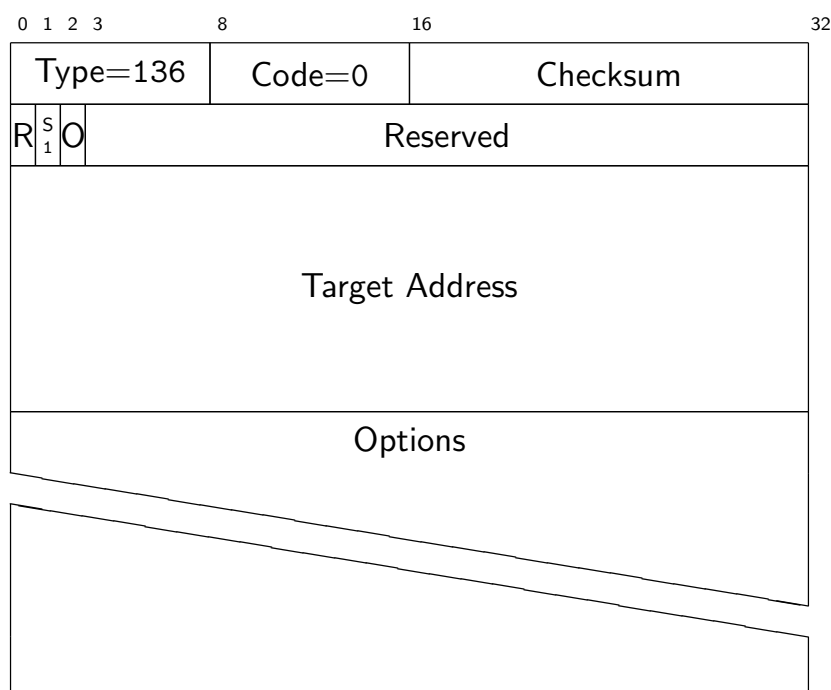 0 1 2 3 8 16 32
Type=136 Code=0 Checksum
R S 1 O Reserved
Target Address
Options